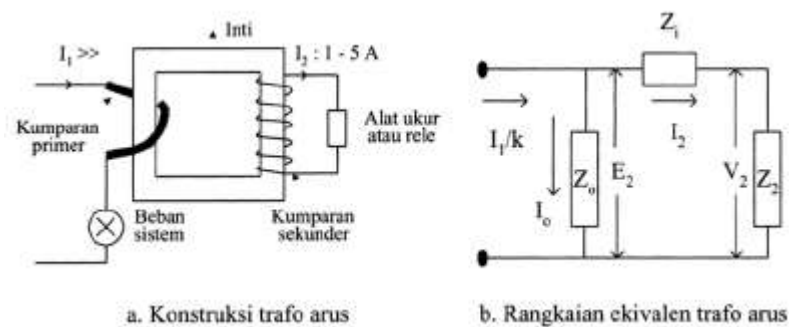 Inti
I₁ >>
I₂ : 1 - 5 A
Kumparan
primer
Alat ukur
atau rele
Beban
sistem
Kumparan
sekunder
a. Konstruksi trafo arus
Zᵢ
I₁/k
I₂
Iₒ
Zₒ
E₂
V₂
Z₂
b. Rangkaian ekivalen trafo arus